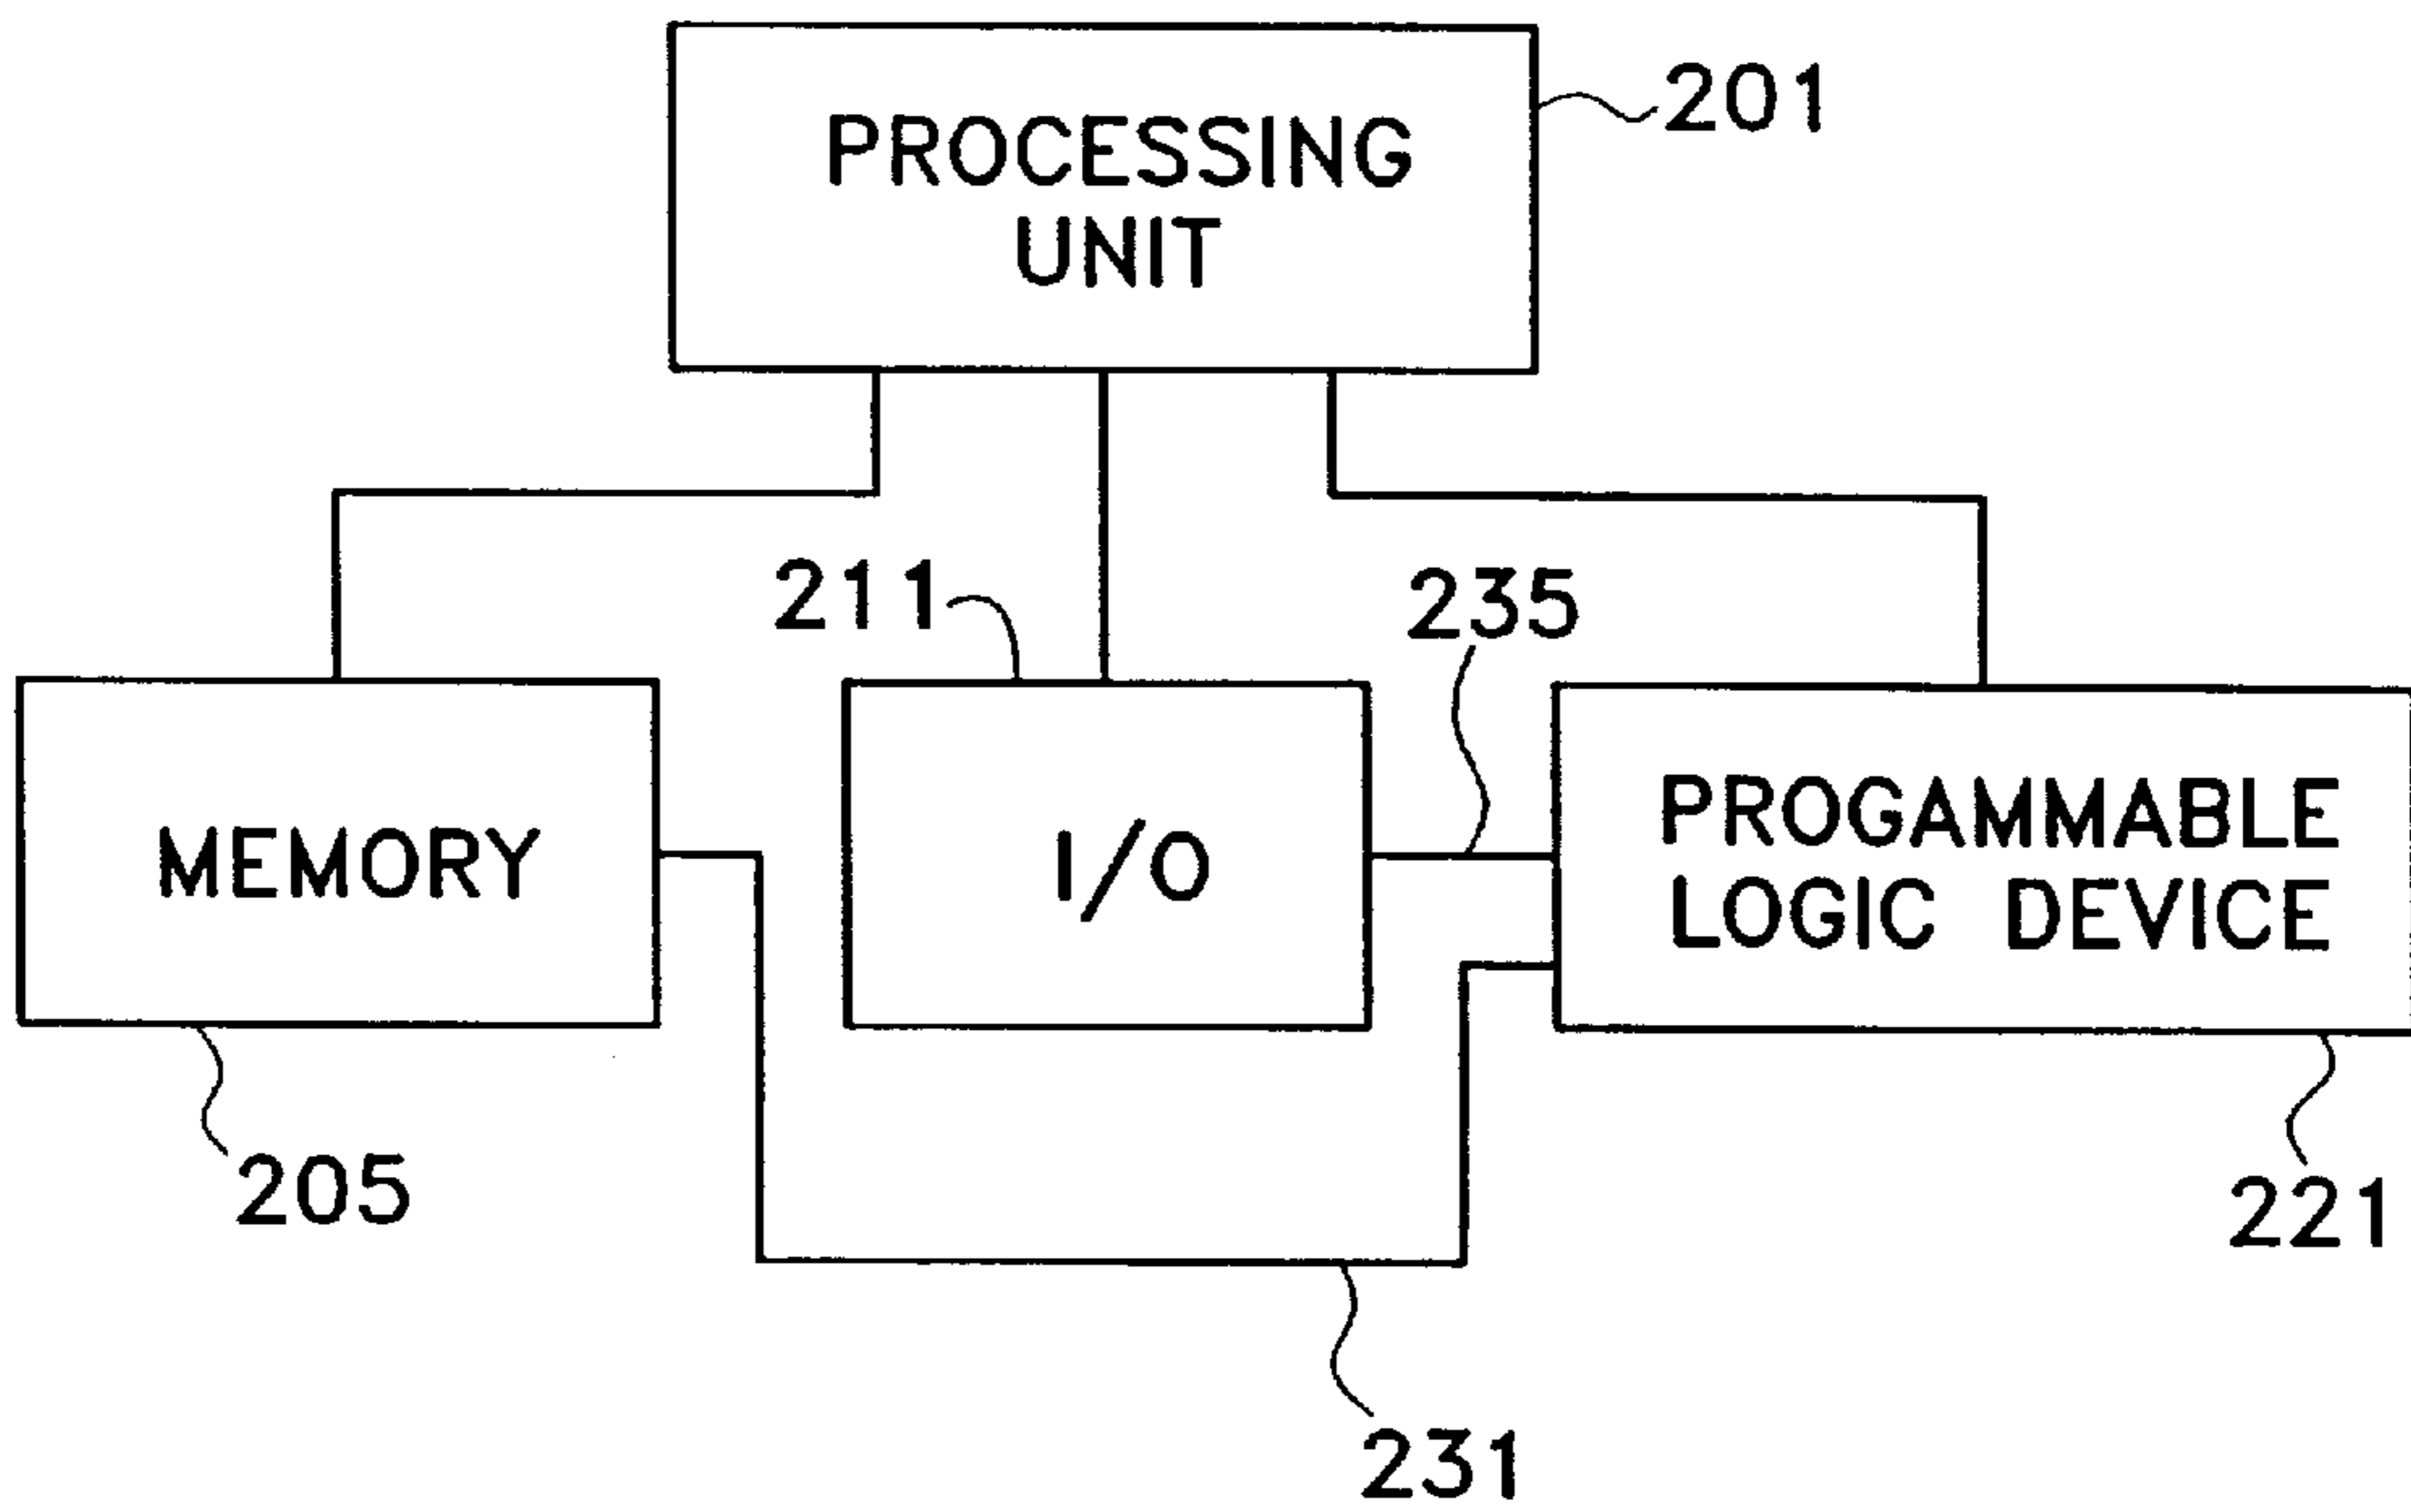 PROCESSING
UNIT
201
211
235
MEMORY
I/O
PROGAMMABLE
LOGIC DEVICE
205
221
231